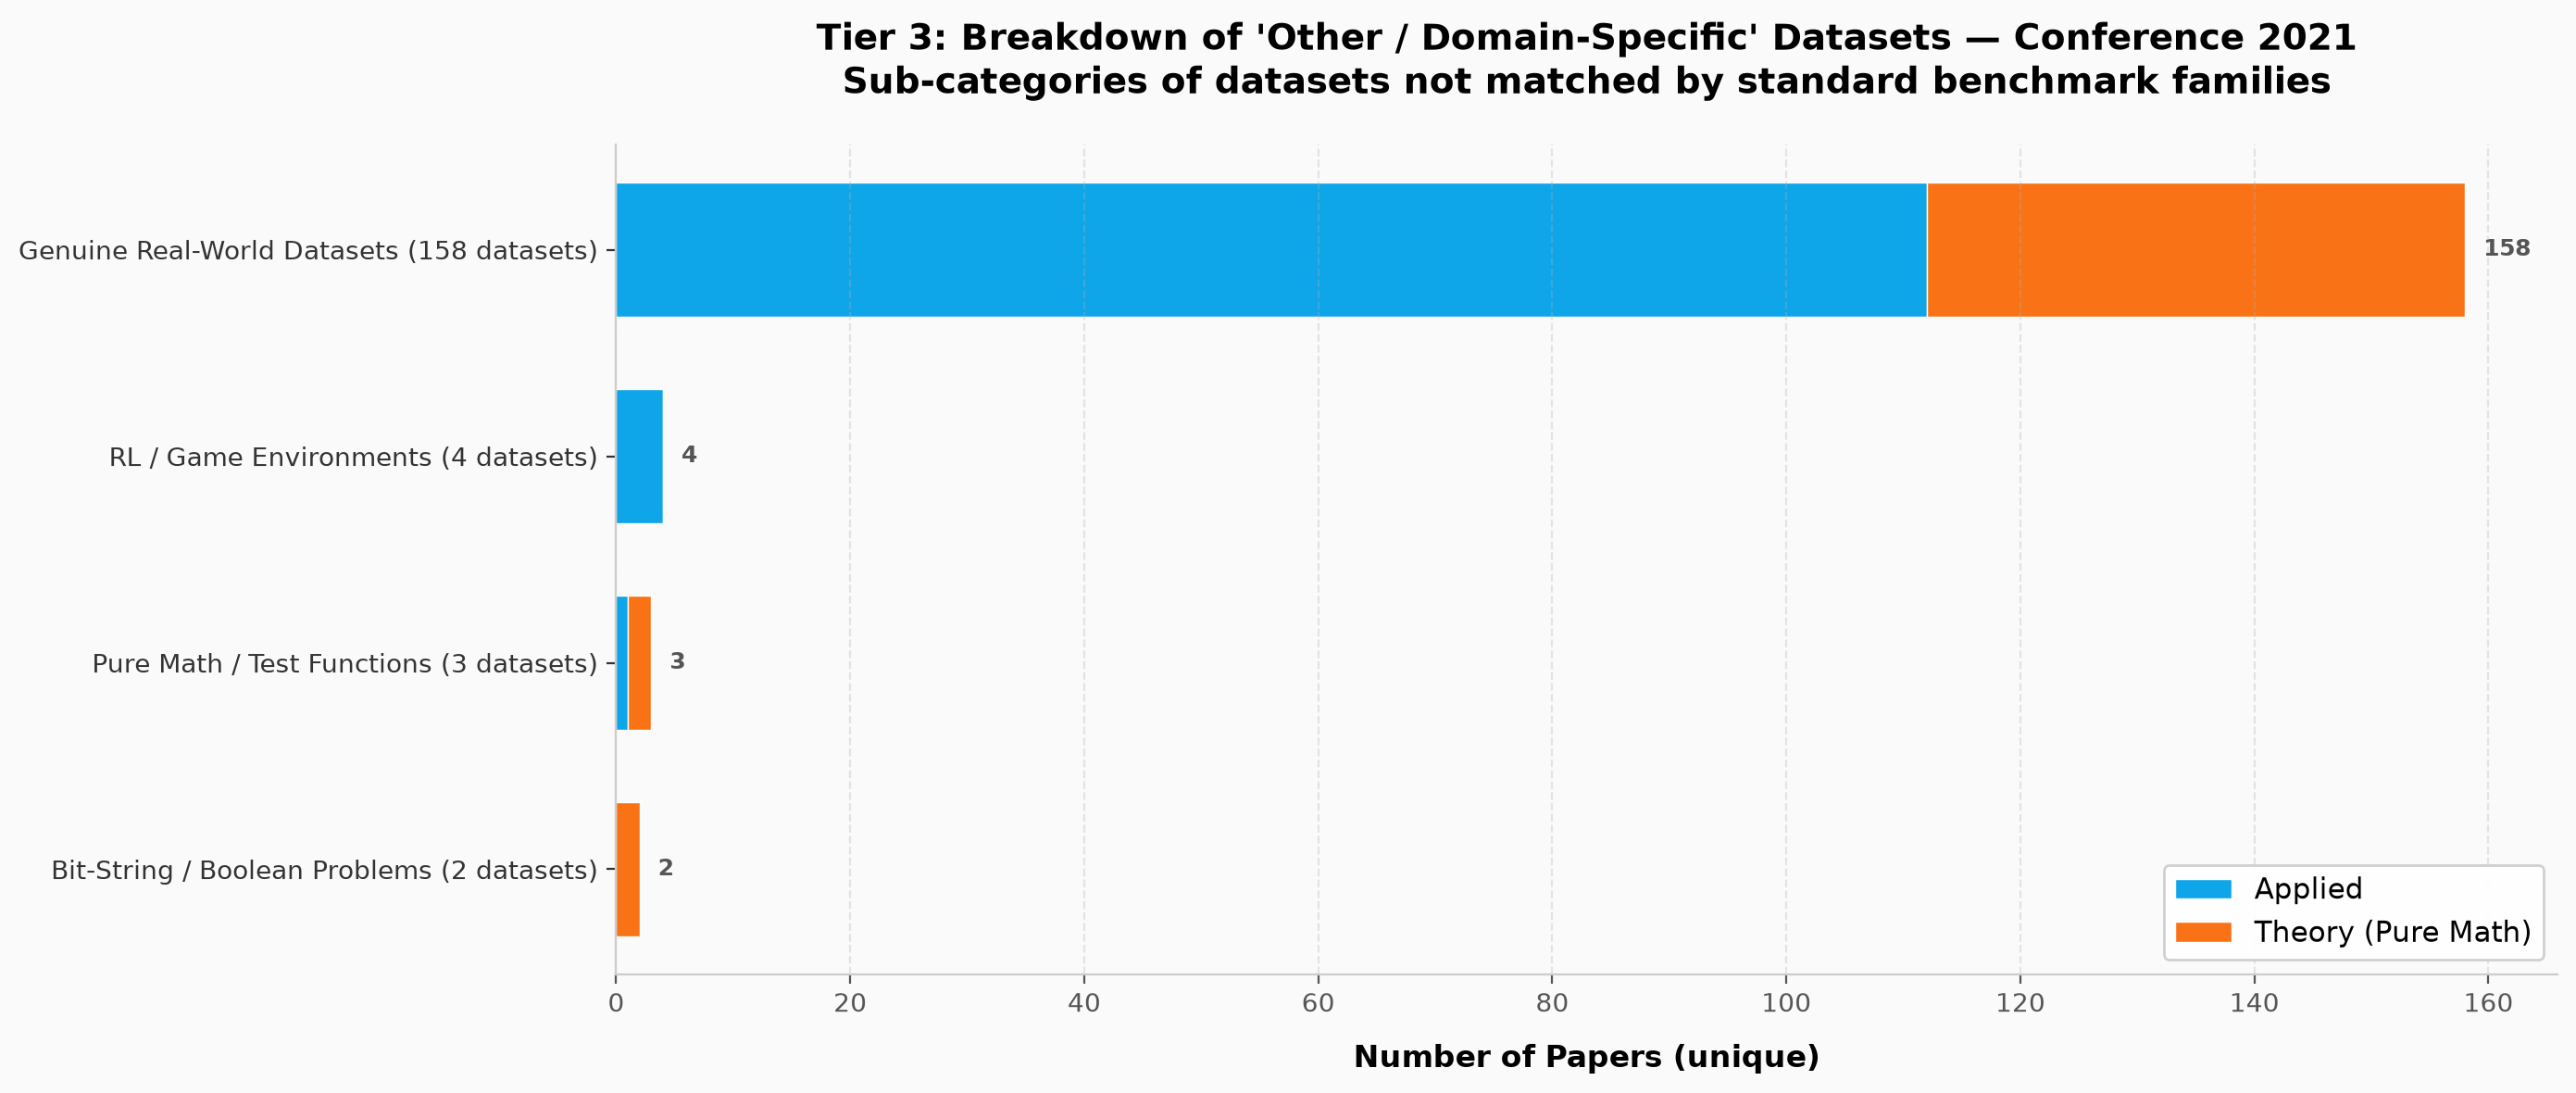 Tier 3: Breakdown of 'Other / Domain-Specific' Datasets — Conference 2021
Sub-categories of datasets not matched by standard benchmark families
Genuine Real-World Datasets (158 datasets)
158
RL / Game Environments (4 datasets)
4
Pure Math / Test Functions (3 datasets)
3
Bit-String / Boolean Problems (2 datasets)
2
Applied
Theory (Pure Math)
0 20 40 60 80 100 120 140 160
Number of Papers (unique)